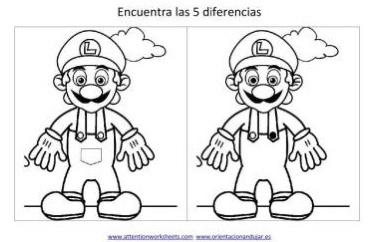 Encuentra las 5 diferencias
L L
www.attentionworksheets.com www.orientacionandujar.es